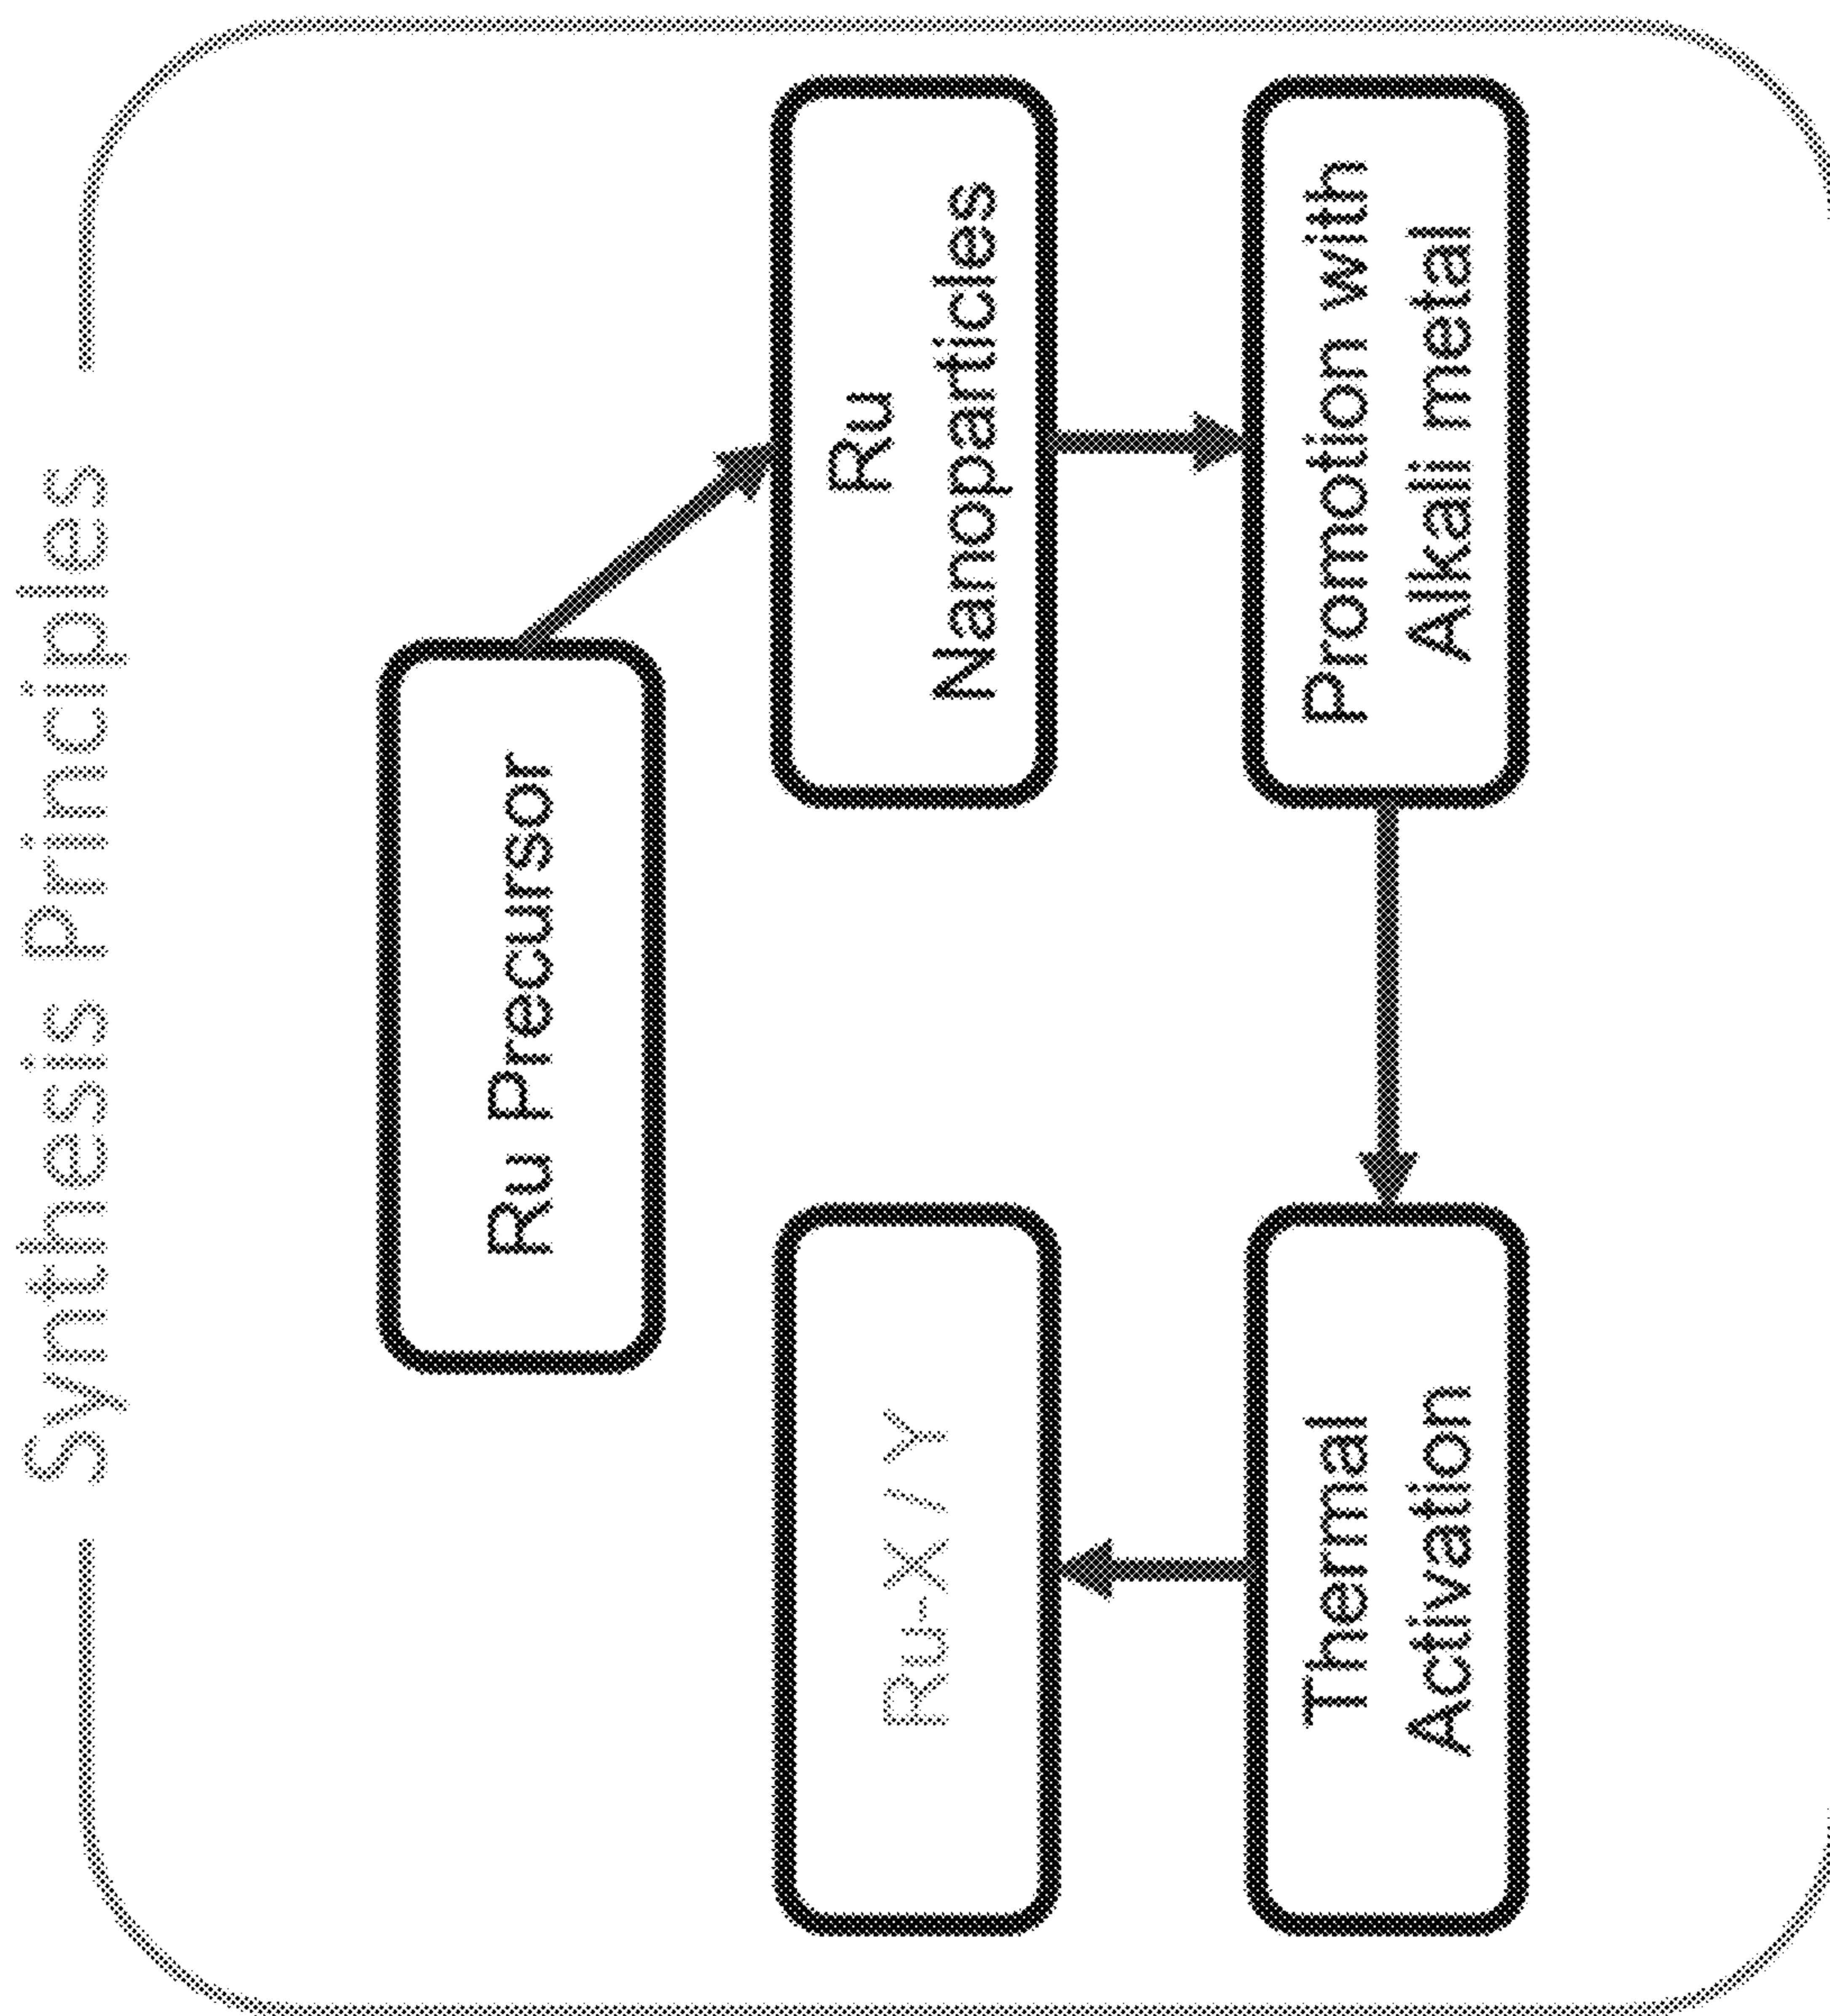 Synthesis Principles
Ru Precursor
Ru
Nanoparticles
Promotion with
Alkali metal
Thermal
Activation
Ru-X / Y